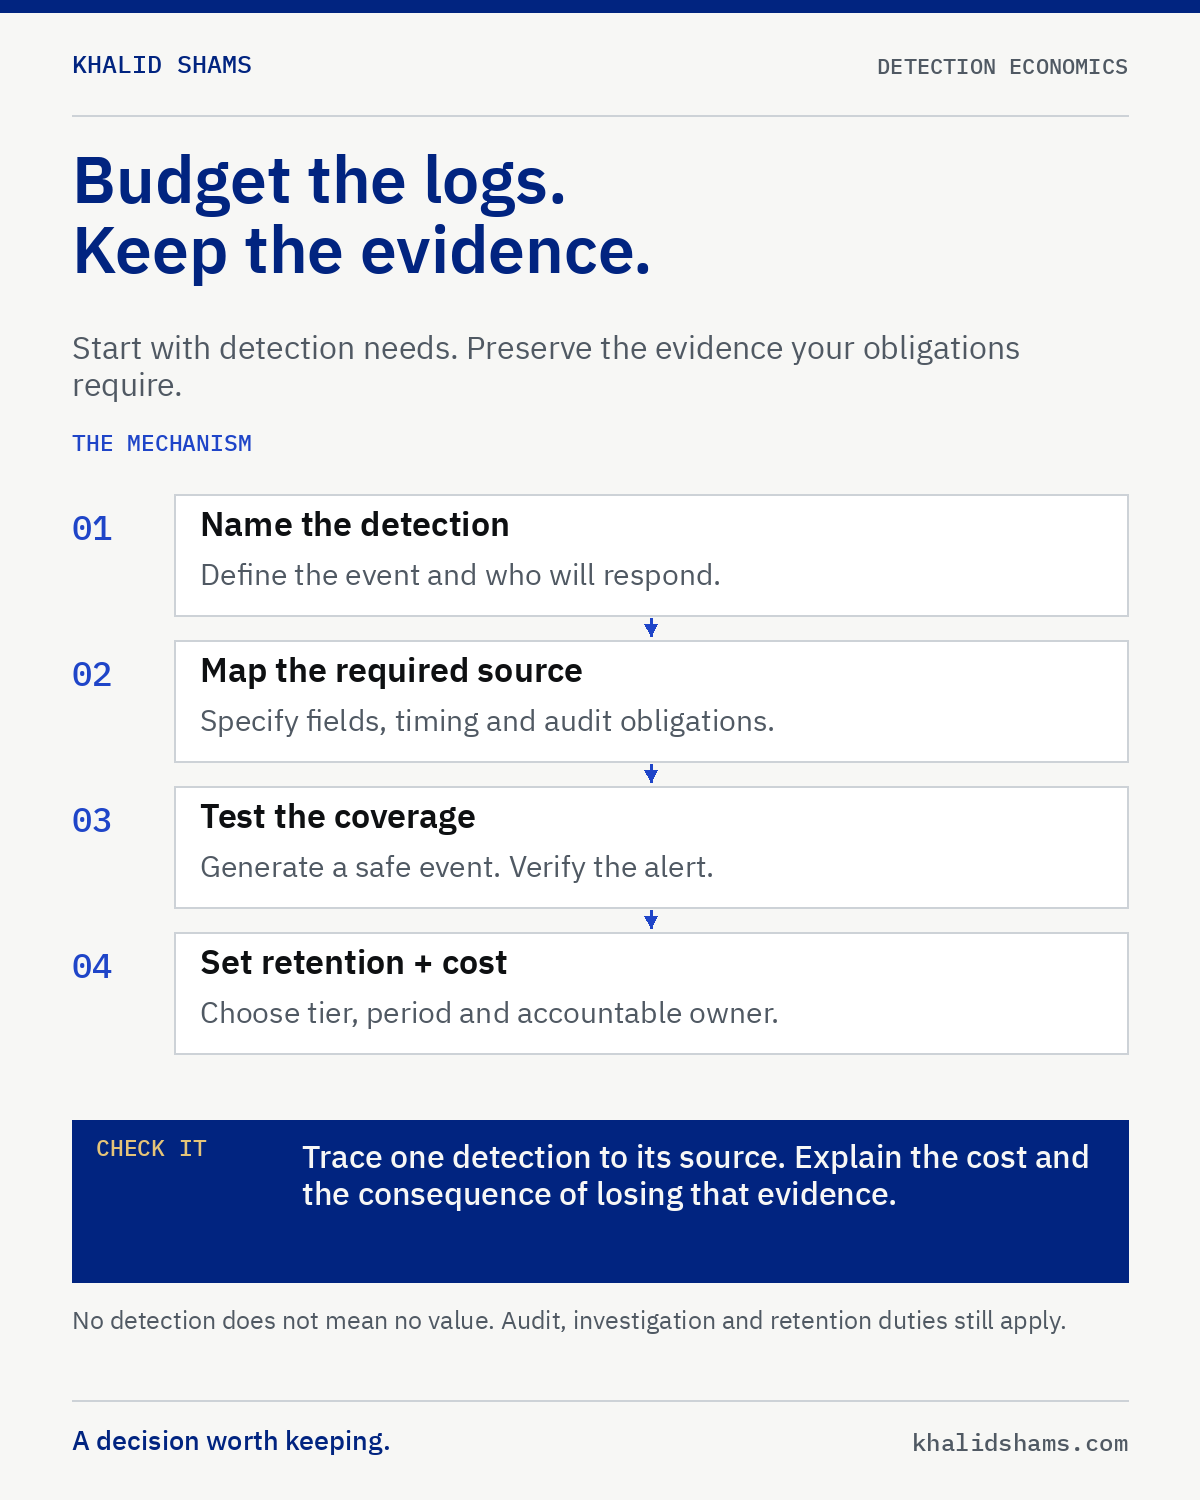 KHALID SHAMS
DETECTION ECONOMICS
Budget the logs.
Keep the evidence.
Start with detection needs. Preserve the evidence your obligations
require.
THE MECHANISM
01
Name the detection
Define the event and who will respond.
02
Map the required source
Specify fields, timing and audit obligations.
03
Test the coverage
Generate a safe event. Verify the alert.
04
Set retention + cost
Choose tier, period and accountable owner.
CHECK IT
Trace one detection to its source. Explain the cost and
the consequence of losing that evidence.
No detection does not mean no value. Audit, investigation and retention duties still apply.
A decision worth keeping.
khalidshams.com